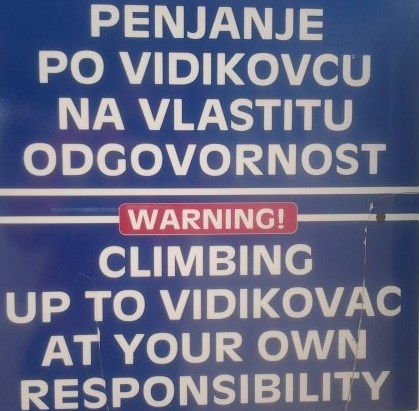 PENJANJE
PO VIDIKOVCU
NA VLASTITU
ODGOVORNOST
WARNING!
CLIMBING
UP TO VIDIKOVAC
AT YOUR OWN
RESPONSIBILITY